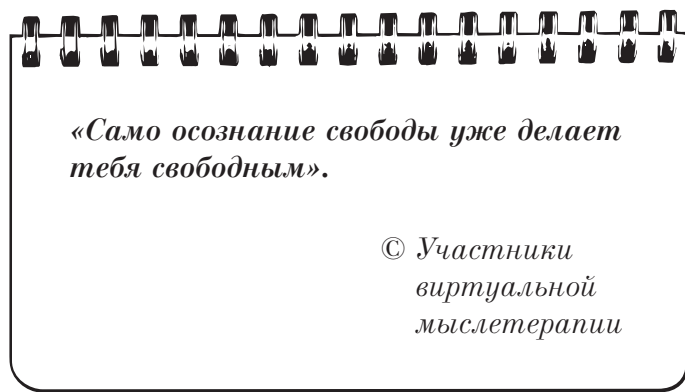 «Само осознание свободы уже делает
тебя свободным».
© Участники
виртуальной
мыслетерапии